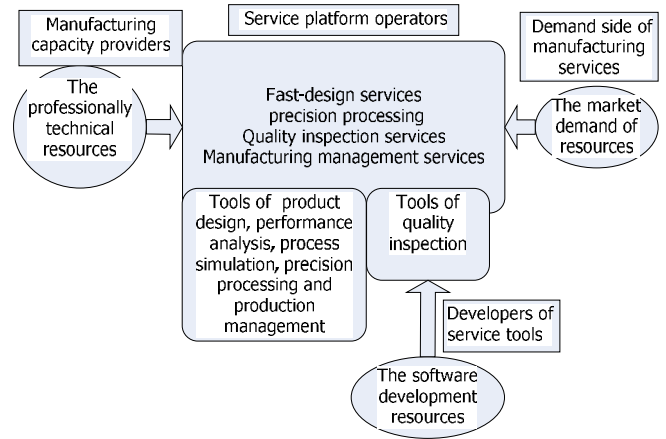 Manufacturing
capacity providers
Service platform operators
Demand side of
manufacturing
services
The
professionally
technical
resources
Fast-design services
precision processing
Quality inspection services
Manufacturing management services
The market
demand of
resources
Tools of product
design, performance
analysis, process
simulation, precision
processing and
production
management
Tools of
quality
inspection
Developers of
service tools
The software
development
resources